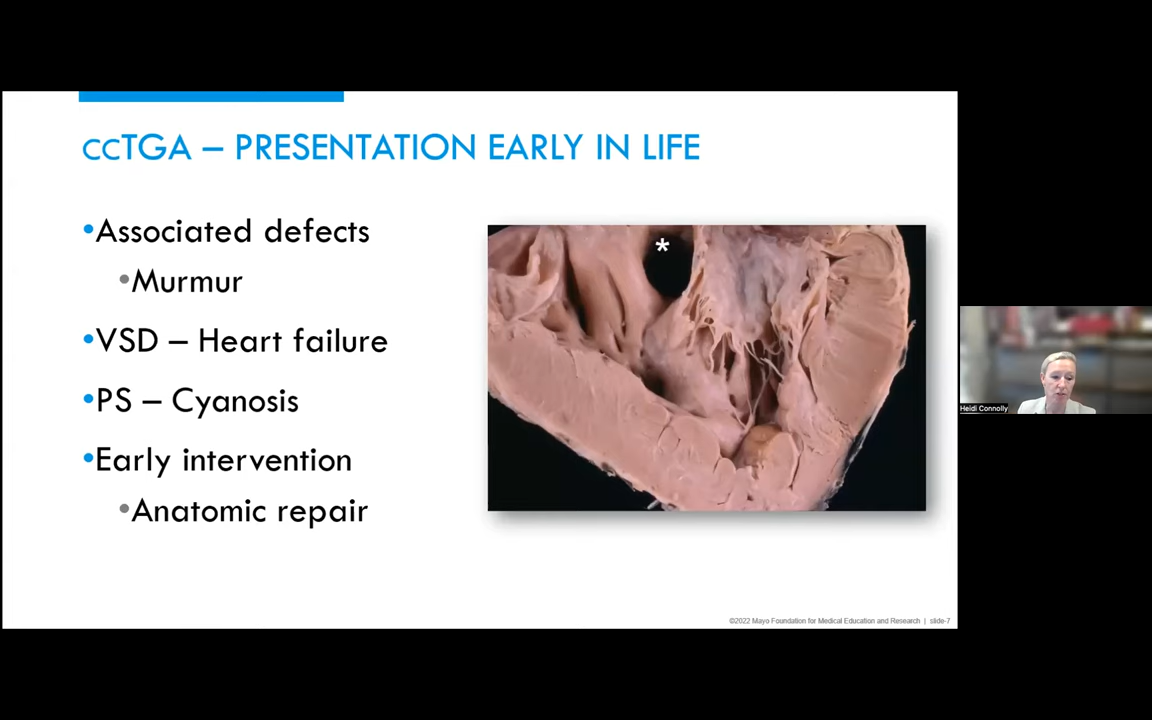 ccTGA – PRESENTATION EARLY IN LIFE
•Associated defects
•Murmur
•VSD – Heart failure
•PS – Cyanosis
•Early intervention
•Anatomic repair
*
Heidi Connolly
©2022 Mayo Foundation for Medical Education and Research | slide-7